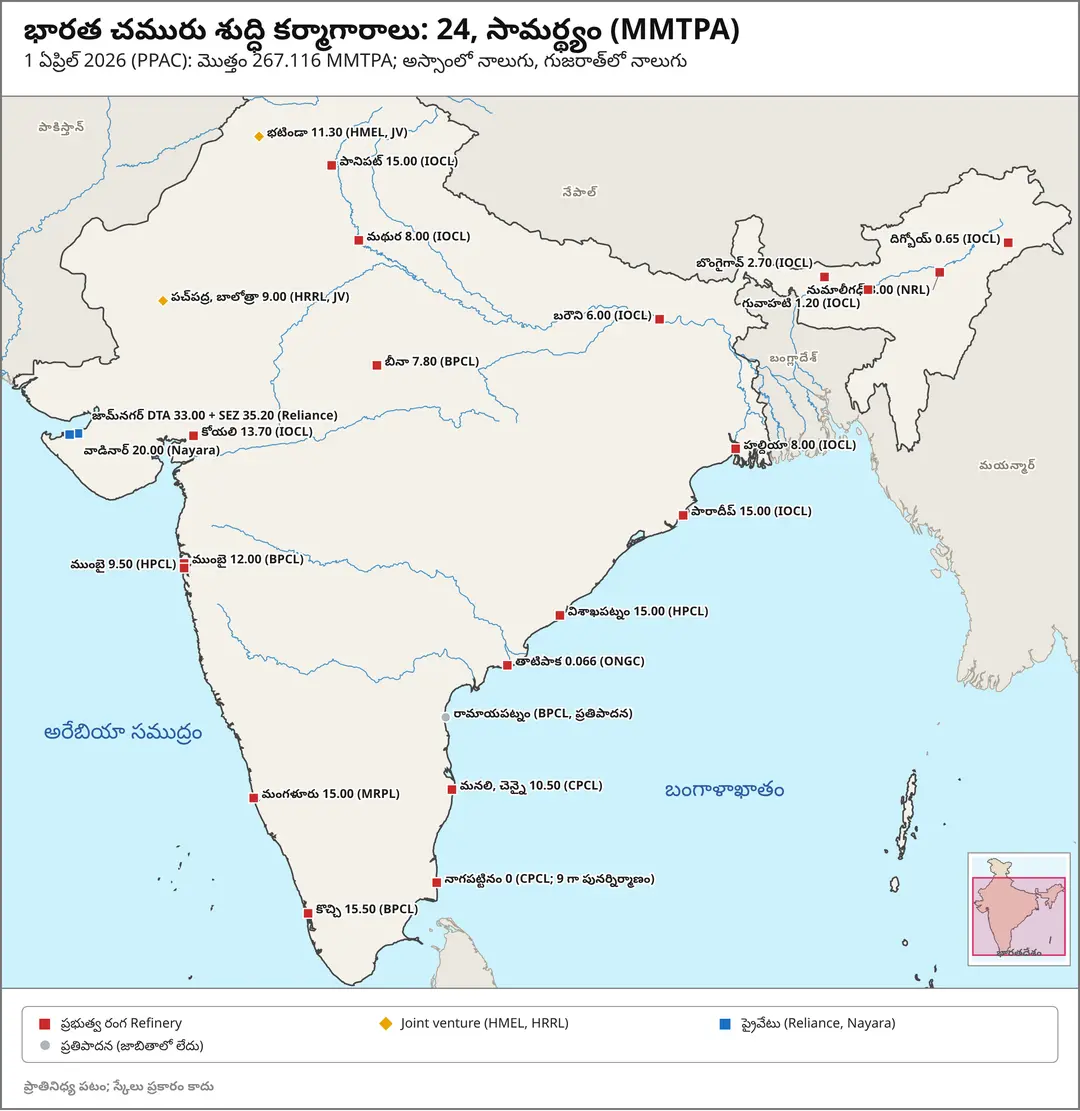 భారత చమురు శుద్ధి కర్మాగారాలు: 24, సామర్థ్యం (MMTPA)
1 ఏప్రిల్ 2026 (PPAC): మొత్తం 267.116 MMTPA; అస్సాంలో నాలుగు, గుజరాత్‌లో నాలుగు
పాకిస్తాన్
భటిండా 11.30 (HMEL, JV)
పానిపట్ 15.00 (IOCL)
నేపాల్
మథుర 8.00 (IOCL)
దిగ్బోయ్ 0.65 (IOCL)
బొంగైగావ్ 2.70 (IOCL)
నుమాలీగఢ్ .00 (NRL)
పచ్‌పద్ర, బాలోత్రా 9.00 (HRRL, JV)
గువాహటి 1.20 (IOCL)
బరౌని 6.00 (IOCL)
బంగ్లాదేశ్
బీనా 7.80 (BPCL)
జామ్‌నగర్ DTA 33.00 + SEZ 35.20 (Reliance)
కోయలి 13.70 (IOCL)
వాడినార్ 20.00 (Nayara)
హల్దియా 8.00 (IOCL)
మయన్మార్
పారాదీప్ 15.00 (IOCL)
ముంబై 9.50 (HPCL)
ముంబై 12.00 (BPCL)
విశాఖపట్నం 15.00 (HPCL)
తాటిపాక 0.066 (ONGC)
రామాయపట్నం (BPCL, ప్రతిపాదన)
అరేబియా సముద్రం
మనలి, చెన్నై 10.50 (CPCL)
బంగాళాఖాతం
మంగళూరు 15.00 (MRPL)
నాగపట్టినం 0 (CPCL; 9 గా పునర్నిర్మాణం)
కొచ్చి 15.50 (BPCL)
భారతదేశం
ప్రభుత్వ రంగ Refinery
Joint venture (HMEL, HRRL)
ప్రైవేటు (Reliance, Nayara)
ప్రతిపాదన (జాబితాలో లేదు)
ప్రాతినిధ్య పటం; స్కేలు ప్రకారం కాదు